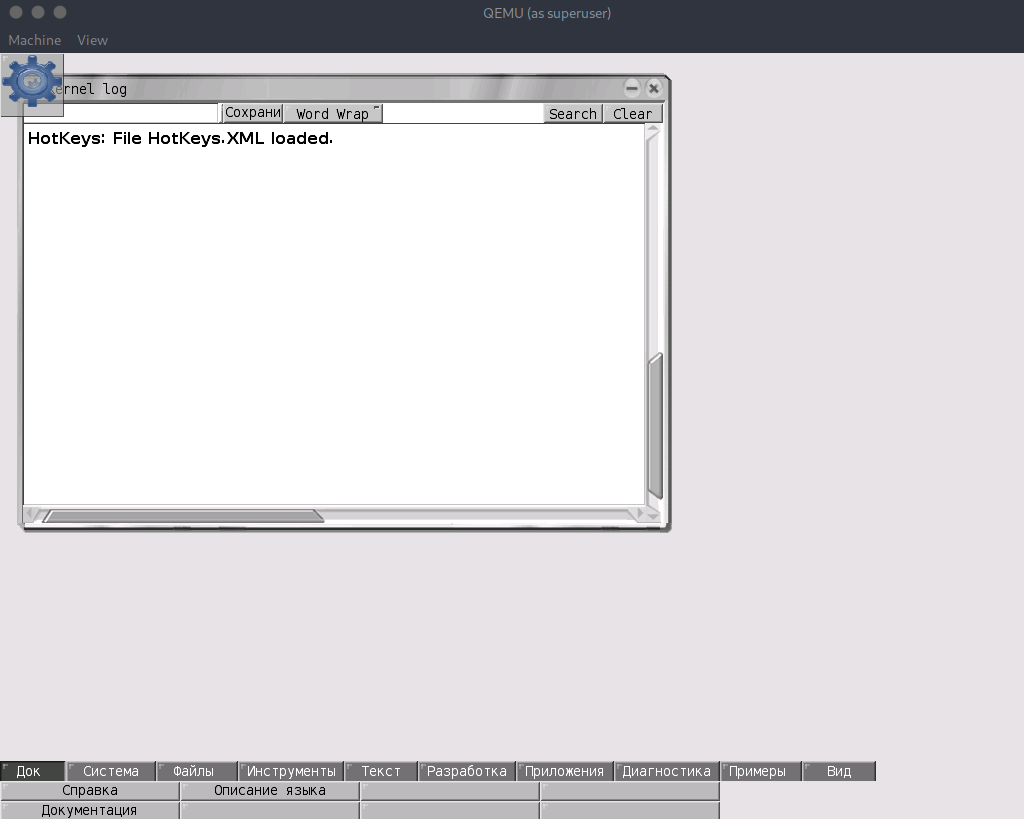 QEMU (as superuser)
Machine View
ernel log
Сохрани Word Wrap Search Clear
HotKeys: File HotKeys.XML loaded.
Док Система Файлы Инструменты Текст Разработка Приложения Диагностика Примеры Вид
Справка Описание языка
Документация